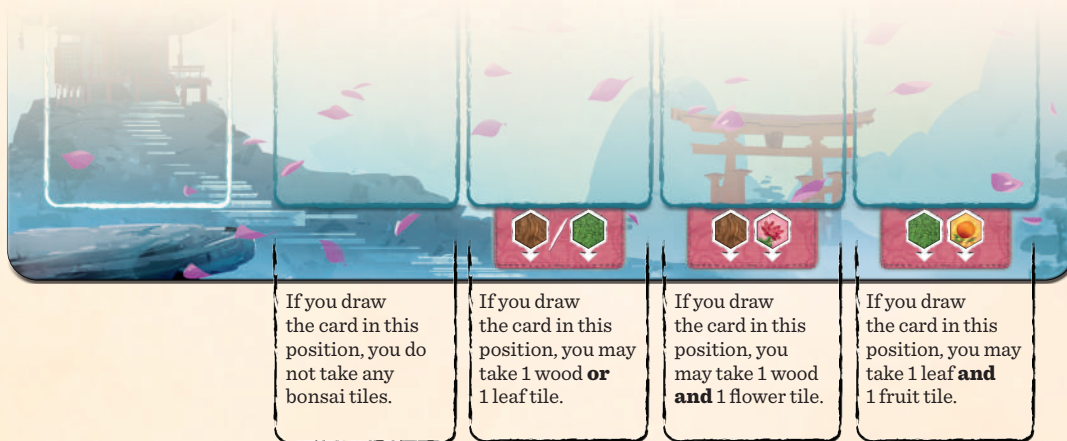 If you draw
the card in this
position, you do
not take any
bonsai tiles.
If you draw
the card in this
position, you may
take 1 wood or
1 leaf tile.
If you draw
the card in this
position, you
may take 1 wood
and 1 flower tile.
If you draw
the card in this
position, you may
take 1 leaf and
1 fruit tile.